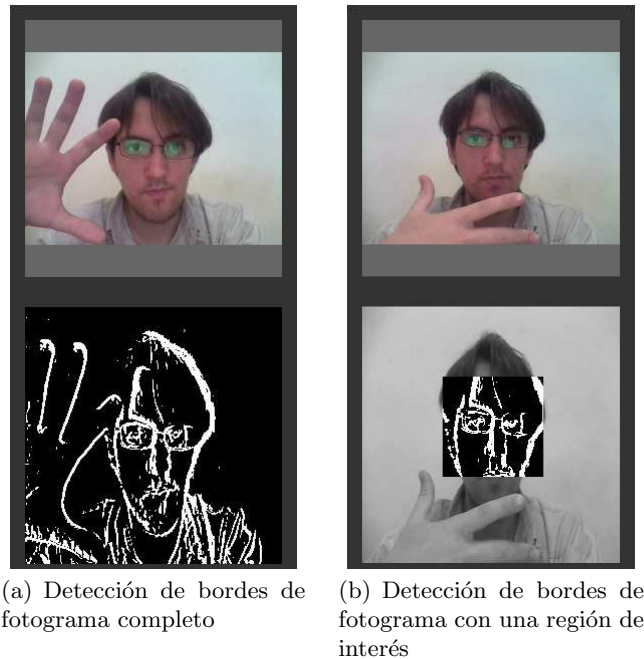 (a) Detección de bordes de
fotograma completo
(b) Detección de bordes de
fotograma con una región de
interés